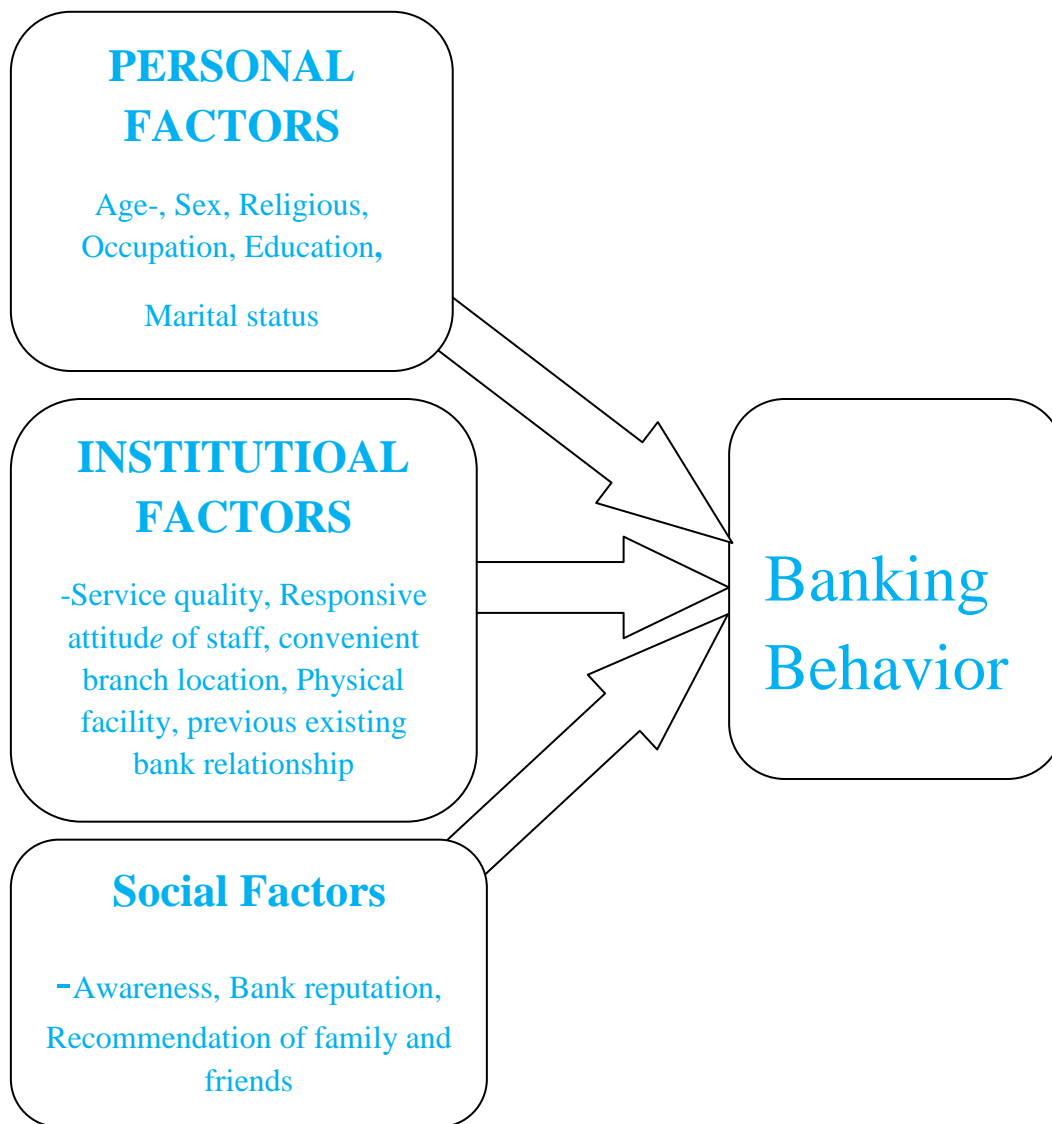 PERSONAL
FACTORS
Age-, Sex, Religious,
Occupation, Education,
Marital status
INSTITUTIOAL
FACTORS
-Service quality, Responsive
attitude of staff, convenient
branch location, Physical
facility, previous existing
bank relationship
Social Factors
-Awareness, Bank reputation,
Recommendation of family and
friends
Banking
Behavior